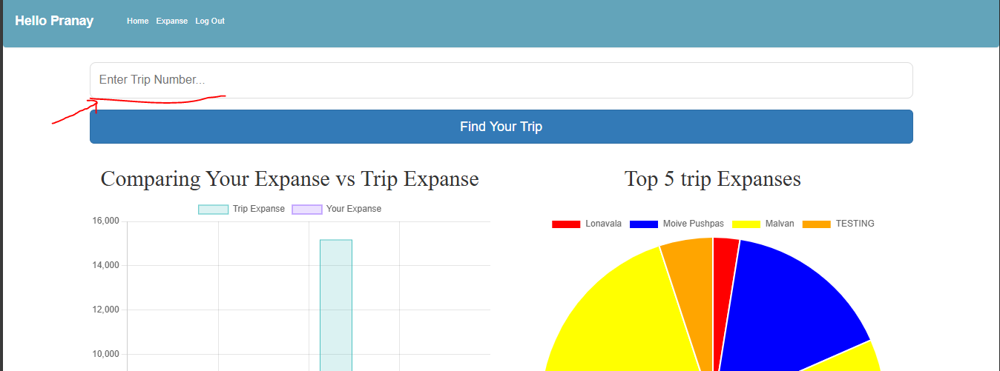 Hello Pranay Home Expanse Log Out
Enter Trip Number...
Find Your Trip
Comparing Your Expanse vs Trip Expanse
Trip Expanse Your Expanse
16,000
14,000
12,000
10,000
Top 5 trip Expanses
Lonavala Moive Pushpas Malvan TESTING